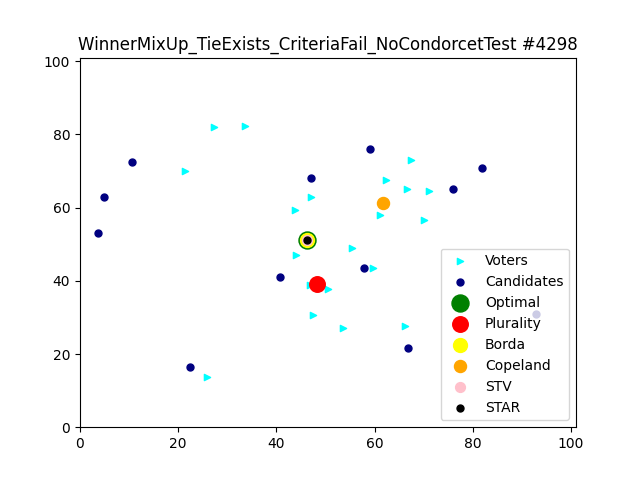 WinnerMixUp_TieExists_CriteriaFail_NoCondorcetTest #4298
100
80
60
40
20
0
0 20 40 60 80 100
Voters
Candidates
Optimal
Plurality
Borda
Copeland
STV
STAR